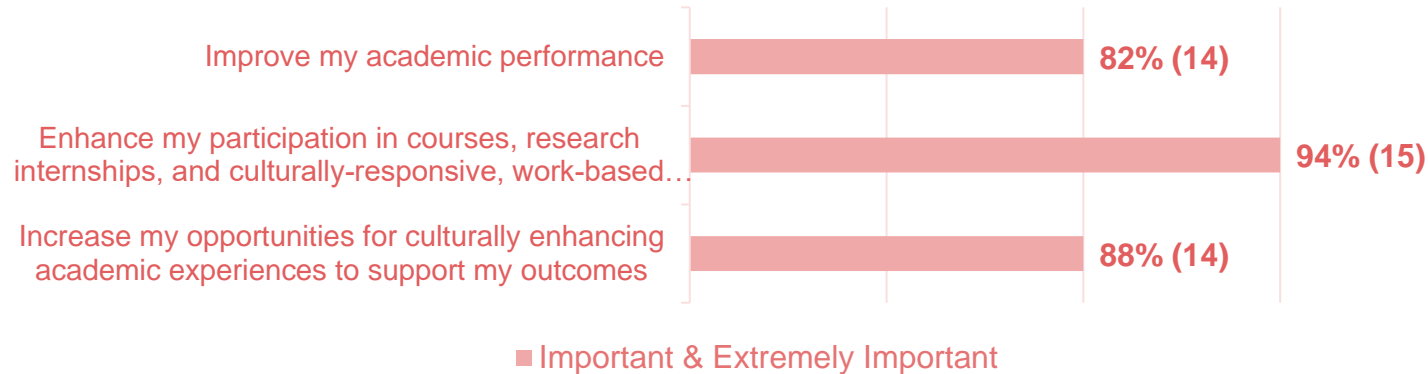 Improve my academic performance
82% (14)
Enhance my participation in courses, research
internships, and culturally-responsive, work-based…
94% (15)
Increase my opportunities for culturally enhancing
academic experiences to support my outcomes
88% (14)
Important & Extremely Important